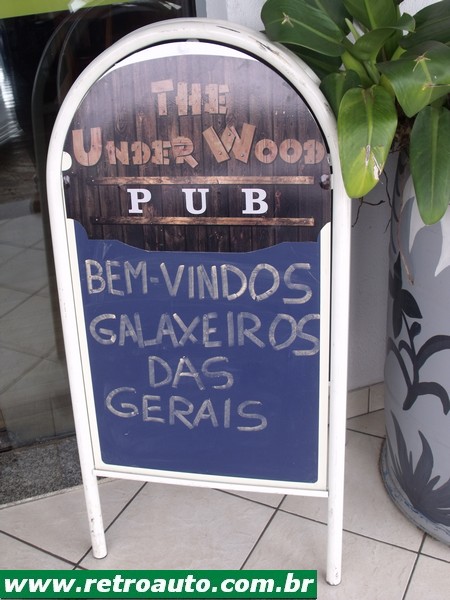 THE
UNDER WOOD
PUB
BEM-VINDOS
GALAXEIROS
DAS
GERAIS
www.retroauto.com.br